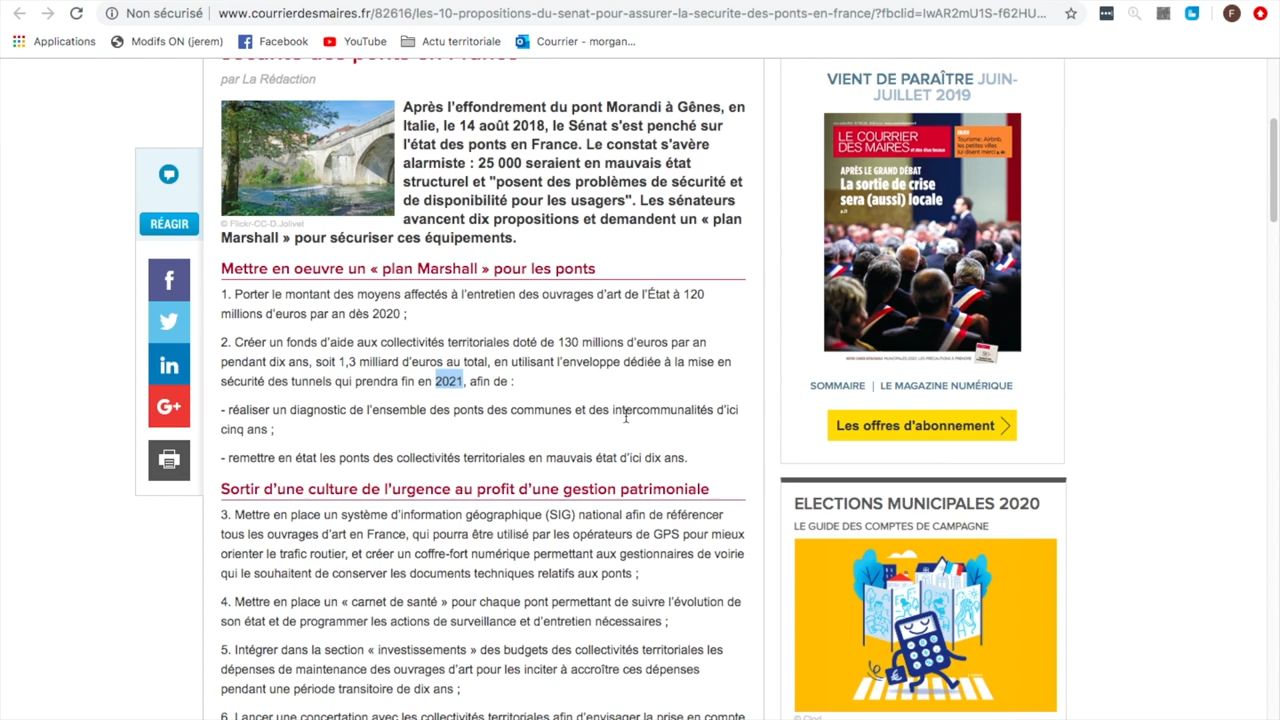 Non sécurisé | www.courrierdesmaires.fr/82616/les-10-propositions-du-senat-pour-assurer-la-securite-des-ponts-en-france/?fbclid=IwAR2mU1S-f62HU...
F
Applications
Modifs ON (jerem)
Facebook
YouTube
Actu territoriale
Courrier - morgan...
sécurité des ponts en France
par La Rédaction
Après l'effondrement du pont Morandi à Gênes, en
Italie, le 14 août 2018, le Sénat s'est penché sur
l'état des ponts en France. Le constat s'avère
alarmiste : 25 000 seraient en mauvais état
structurel et "posent des problèmes de sécurité et
de disponibilité pour les usagers". Les sénateurs
avancent dix propositions et demandent un « plan
© Flickr-CC-D.Jolivet
Marshall » pour sécuriser ces équipements.
RÉAGIR
f
in
G+
Mettre en oeuvre un « plan Marshall » pour les ponts
1. Porter le montant des moyens affectés à l'entretien des ouvrages d'art de l'État à 120
millions d'euros par an dès 2020 ;
2. Créer un fonds d'aide aux collectivités territoriales doté de 130 millions d'euros par an
pendant dix ans, soit 1,3 milliard d'euros au total, en utilisant l'enveloppe dédiée à la mise en
sécurité des tunnels qui prendra fin en 2021, afin de :
- réaliser un diagnostic de l'ensemble des ponts des communes et des intercommunalités d'ici
cinq ans ;
- remettre en état les ponts des collectivités territoriales en mauvais état d'ici dix ans.
Sortir d'une culture de l'urgence au profit d'une gestion patrimoniale
3. Mettre en place un système d'information géographique (SIG) national afin de référencer
tous les ouvrages d'art en France, qui pourra être utilisé par les opérateurs de GPS pour mieux
orienter le trafic routier, et créer un coffre-fort numérique permettant aux gestionnaires de voirie
qui le souhaitent de conserver les documents techniques relatifs aux ponts ;
4. Mettre en place un « carnet de santé » pour chaque pont permettant de suivre l'évolution de
son état et de programmer les actions de surveillance et d'entretien nécessaires ;
5. Intégrer dans la section « investissements » des budgets des collectivités territoriales les
dépenses de maintenance des ouvrages d'art pour les inciter à accroître ces dépenses
pendant une période transitoire de dix ans ;
6. Lancer une concertation avec les collectivités territoriales afin d'envisager la prise en compte
VIENT DE PARAÎTRE JUIN-
JUILLET 2019
LE COURRIER
DES MAIRES
Tourisme: Airbnb,
les petites villes
lui disent merci
APRÈS LE GRAND DÉBAT
La sortie de crise
sera (aussi) locale
SOMMAIRE | LE MAGAZINE NUMÉRIQUE
Les offres d'abonnement
ELECTIONS MUNICIPALES 2020
LE GUIDE DES COMPTES DE CAMPAGNE
€
© Clod